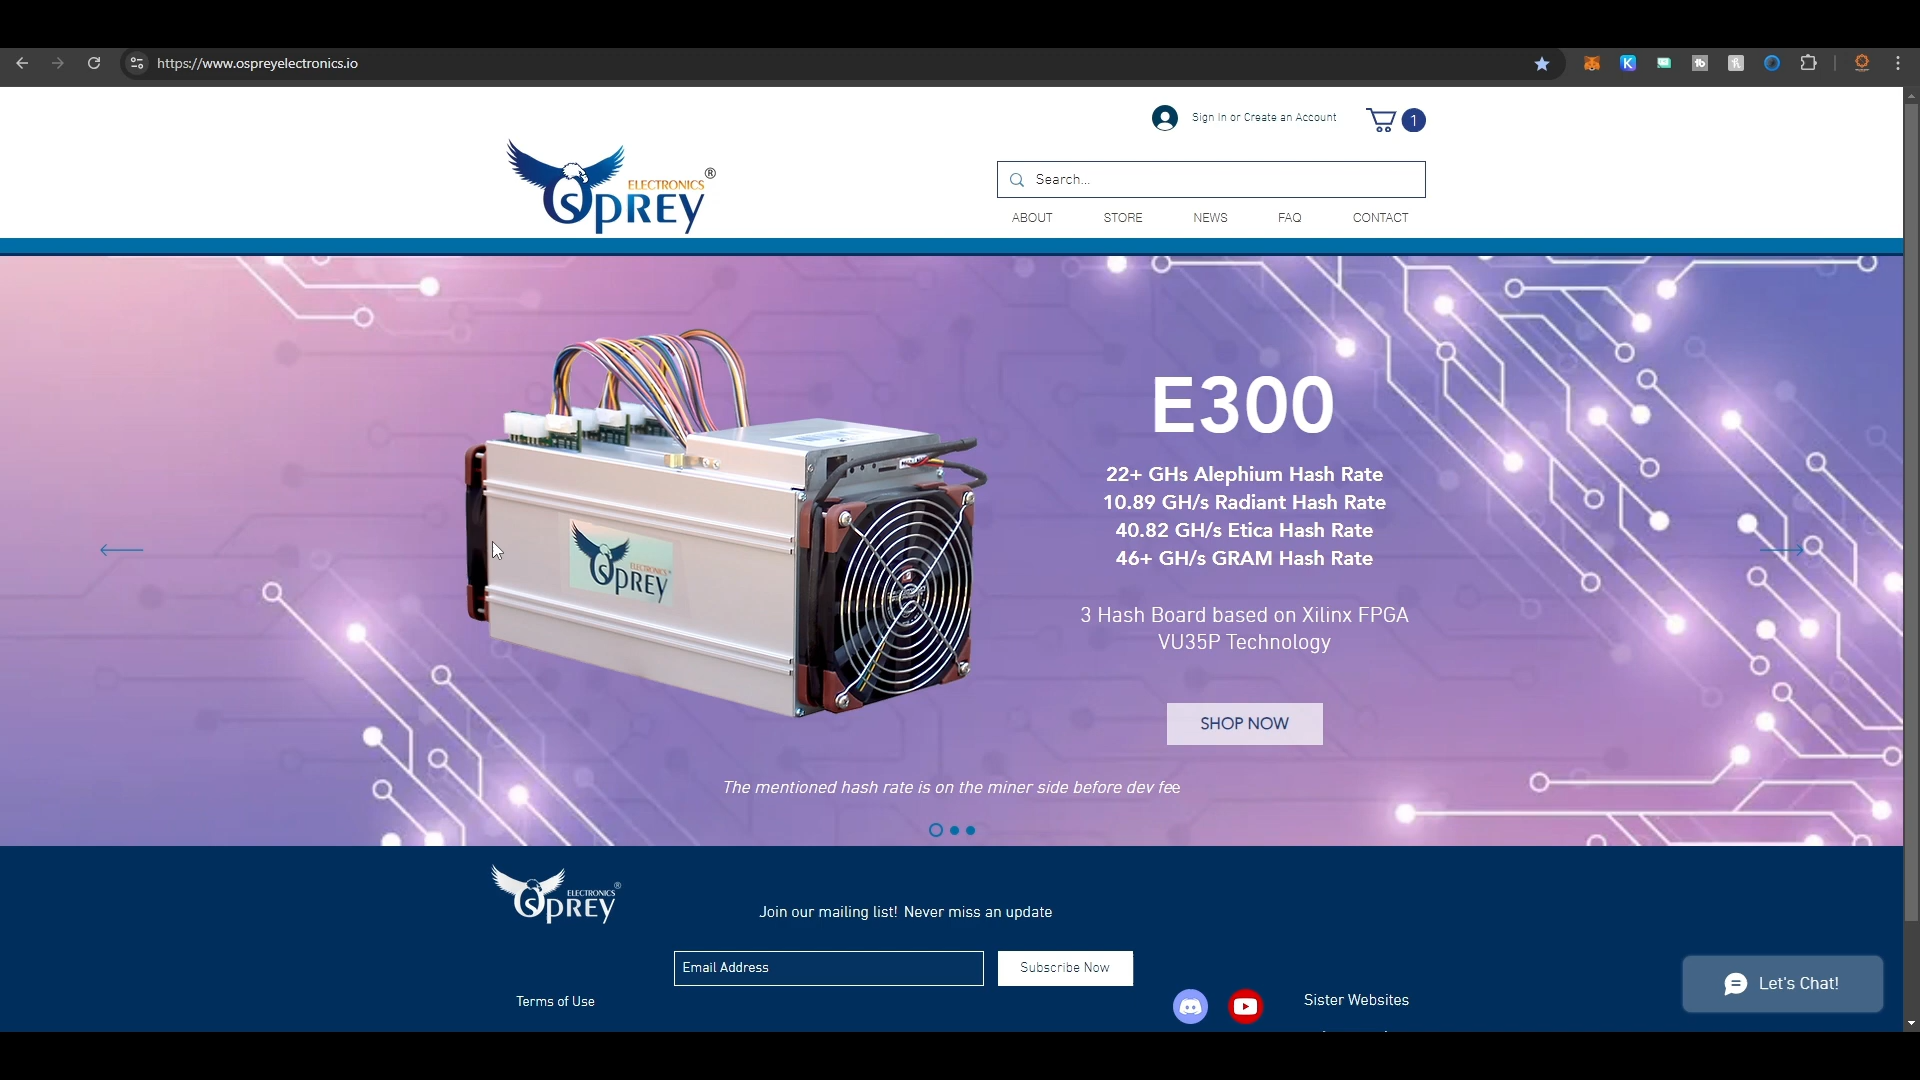 https://www.ospreyelectronics.io
Sign In or Create an Account
1
ELECTRONICS
OSPREY
®
Search...
ABOUT
STORE
NEWS
FAQ
CONTACT
E300
22+ GHs Alephium Hash Rate
10.89 GH/s Radiant Hash Rate
40.82 GH/s Etica Hash Rate
46+ GH/s GRAM Hash Rate
ELECTRONICS
OSPREY
3 Hash Board based on Xilinx FPGA
VU35P Technology
SHOP NOW
The mentioned hash rate is on the miner side before dev fee
ELECTRONICS
OSPREY
®
Join our mailing list! Never miss an update
Email Address
Subscribe Now
Terms of Use
Sister Websites
Let's Chat!